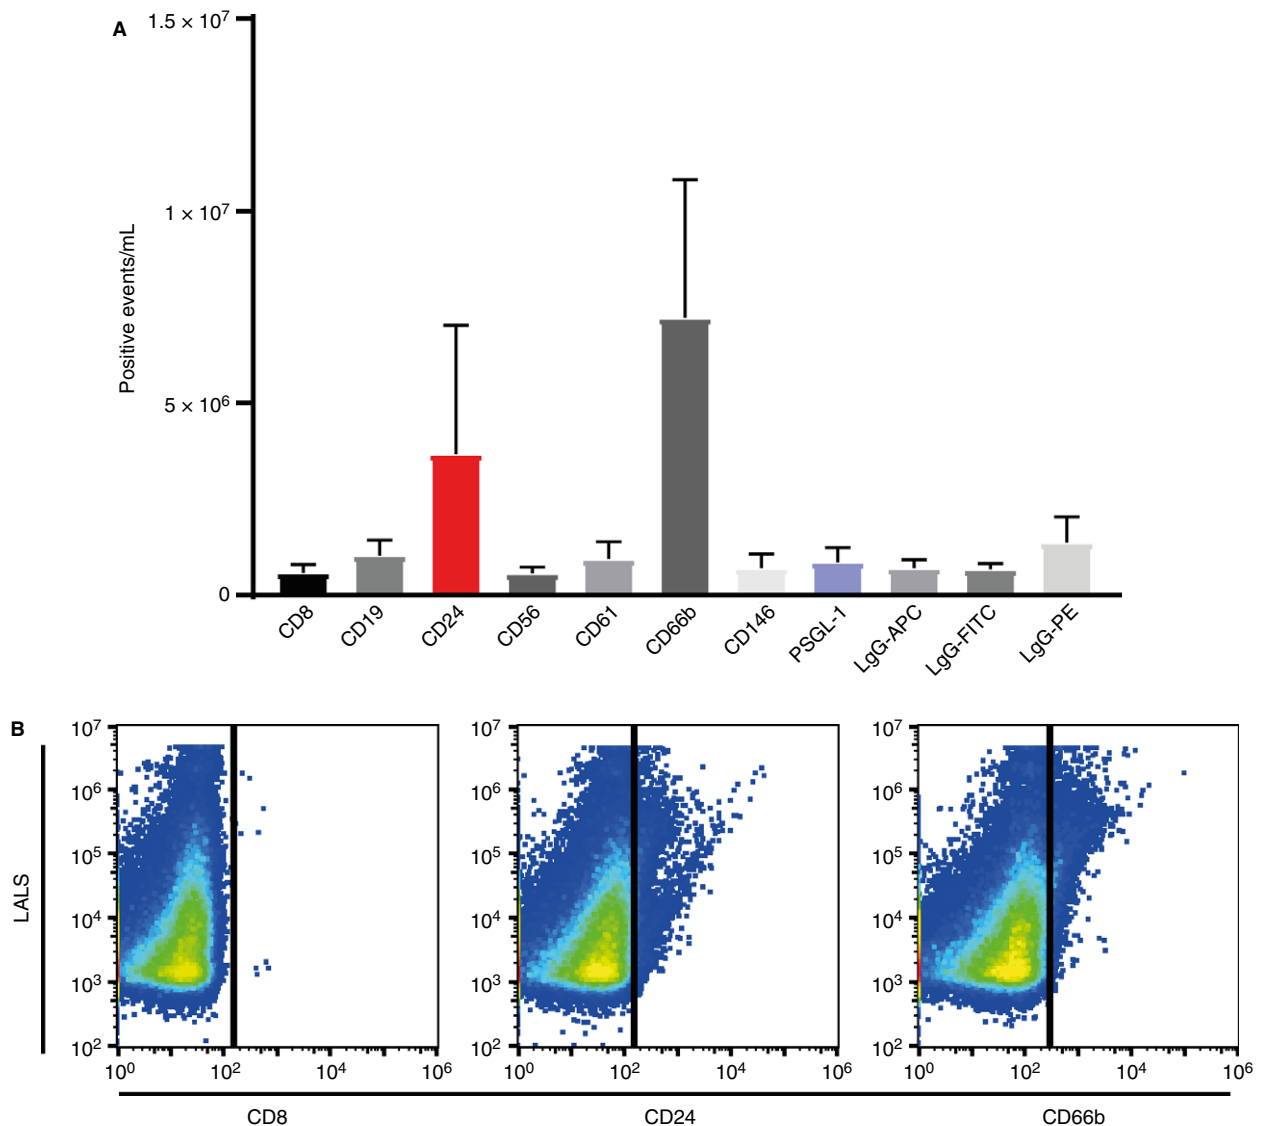 A
1.5 × 10⁷
1 × 10⁷
5 × 10⁶
0
Positive events/mL
CD8 CD19 CD24 CD56 CD61 CD66b CD146 PSGL-1 LgG-APC LgG-FITC LgG-PE
B
10⁷ 10⁷ 10⁷
10⁶ 10⁶ 10⁶
10⁵ 10⁵ 10⁵
10⁴ 10⁴ 10⁴
10³ 10³ 10³
10² 10² 10²
LALS
10⁰ 10² 10⁴ 10⁶ 10⁰ 10² 10⁴ 10⁶ 10⁰ 10² 10⁴ 10⁶
CD8 CD24 CD66b